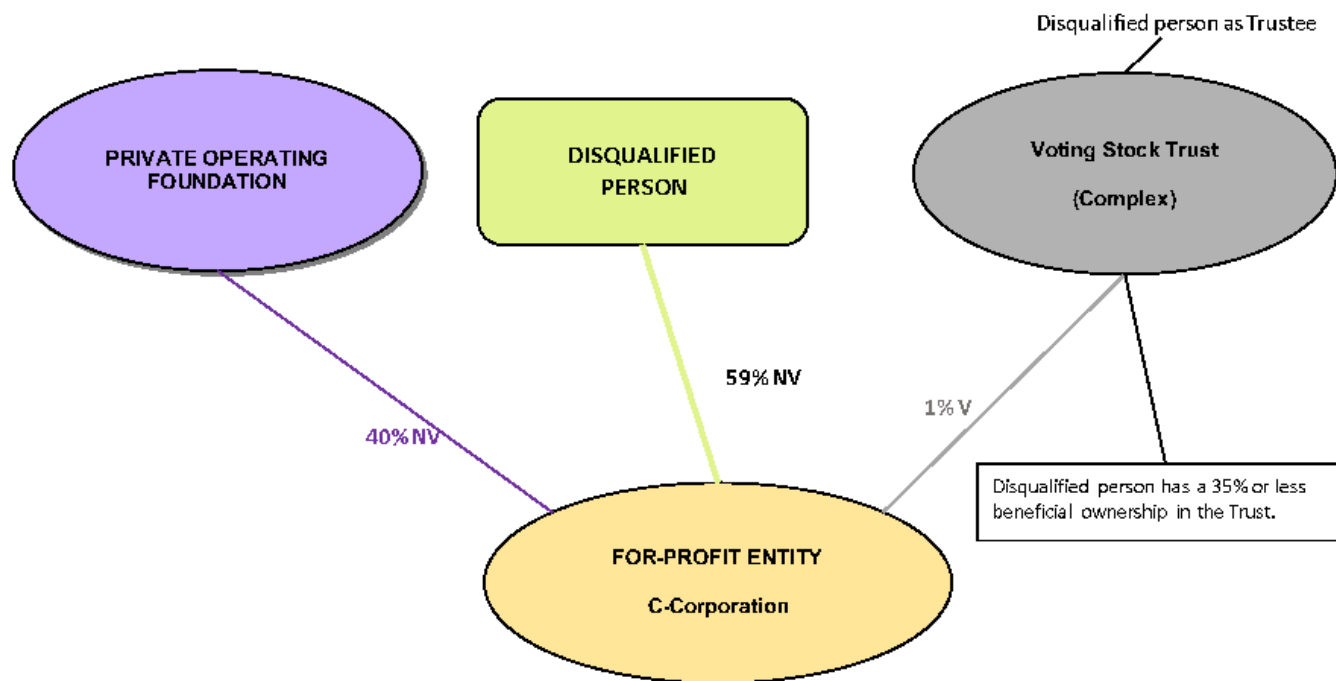 Disqualified person as Trustee
PRIVATE OPERATING
FOUNDATION
DISQUALIFIED
PERSON
Voting Stock Trust
(Complex)
59% NV
1% V
40% NV
Disqualified person has a 35% or less
beneficial ownership in the Trust.
FOR-PROFIT ENTITY
C-Corporation